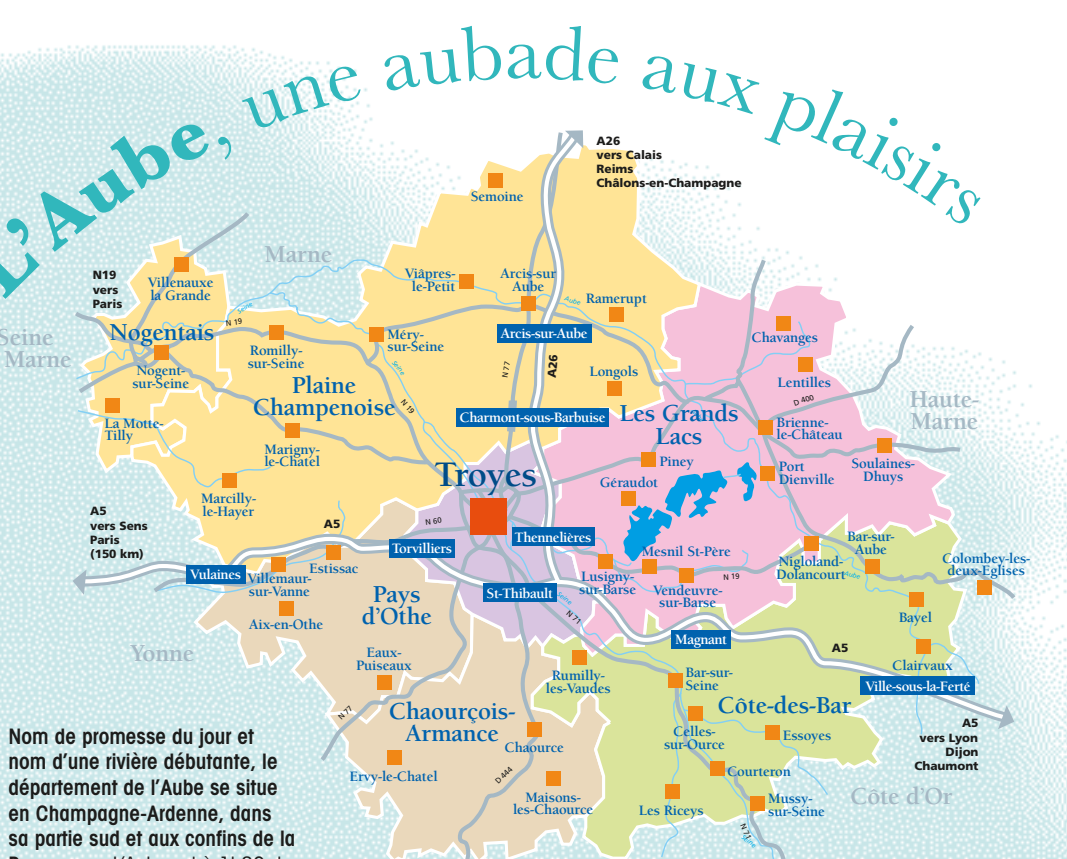 L'Aube, une aubade aux plaisirs
A26
vers Calais
Reims
Châlons-en-Champagne
Semoine
Marne
N19
vers
Paris
Villenauxe
la Grande
Viâpres-
le-Petit
Arcis-sur
Aube
Aube
Ramerupt
Seine
N 19
Seine
Marne
Nogentais
Nogent-
sur-Seine
Romilly-
sur-Seine
Méry-
sur-Seine
Seine
Arcis-sur-Aube
N 77
A26
Chavanges
Lentilles
D 400
Longols
Plaine
Champenoise
N 19
Charmont-sous-Barbuise
Les Grands
Lacs
Haute-
Marne
La Motte-
Tilly
Marigny-
le-Chatel
Brienne-
le-Château
Piney
Port
Dienville
Soulaines-
Dhuys
Marcilly-
le-Hayer
Troyes
Géraudot
A5
vers Sens
Paris
(150 km)
A5
N 60
Torvilliers
Thennelières
Mesnil St-Père
Bar-sur-
Aube
Nigloland-
Dolancourt
Aube
Colombey-les-
deux-Eglises
Vulaines
Villemaur-
sur-Vanne
Estissac
Lusigny-
sur-Barse
Vendeuvre-
sur-Barse
N 19
St-Thibault
Seine
N 71
Aix-en-Othe
Pays
d'Othe
Bayel
Magnant
A5
Clairvaux
Yonne
Eaux-
Puiseaux
Rumilly-
les-Vaudes
Bar-sur-
Seine
Ville-sous-la-Ferté
N 77
Chaourçois-
Armance
Côte-des-Bar
Celles-
sur-Ource
Essoyes
A5
vers Lyon
Dijon
Chaumont
Chaource
Ervy-le-Chatel
D 444
Maisons-
les-Chaource
Courteron
Les Riceys
Mussy-
sur-Seine
Côte d'Or
N 71
Seine
Nom de promesse du jour et
nom d'une rivière débutante, le
département de l'Aube se situe
en Champagne-Ardenne, dans
sa partie sud et aux confins de la